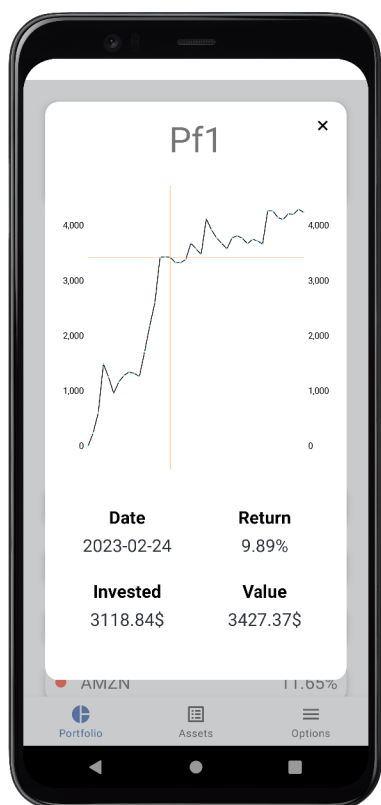 ×
Pf1
4,000 4,000
3,000 3,000
2,000 2,000
1,000 1,000
0 0
Date Return
2023-02-24 9.89%
Invested Value
3118.84$ 3427.37$
AMZN 11.65%
Portfolio Assets Options